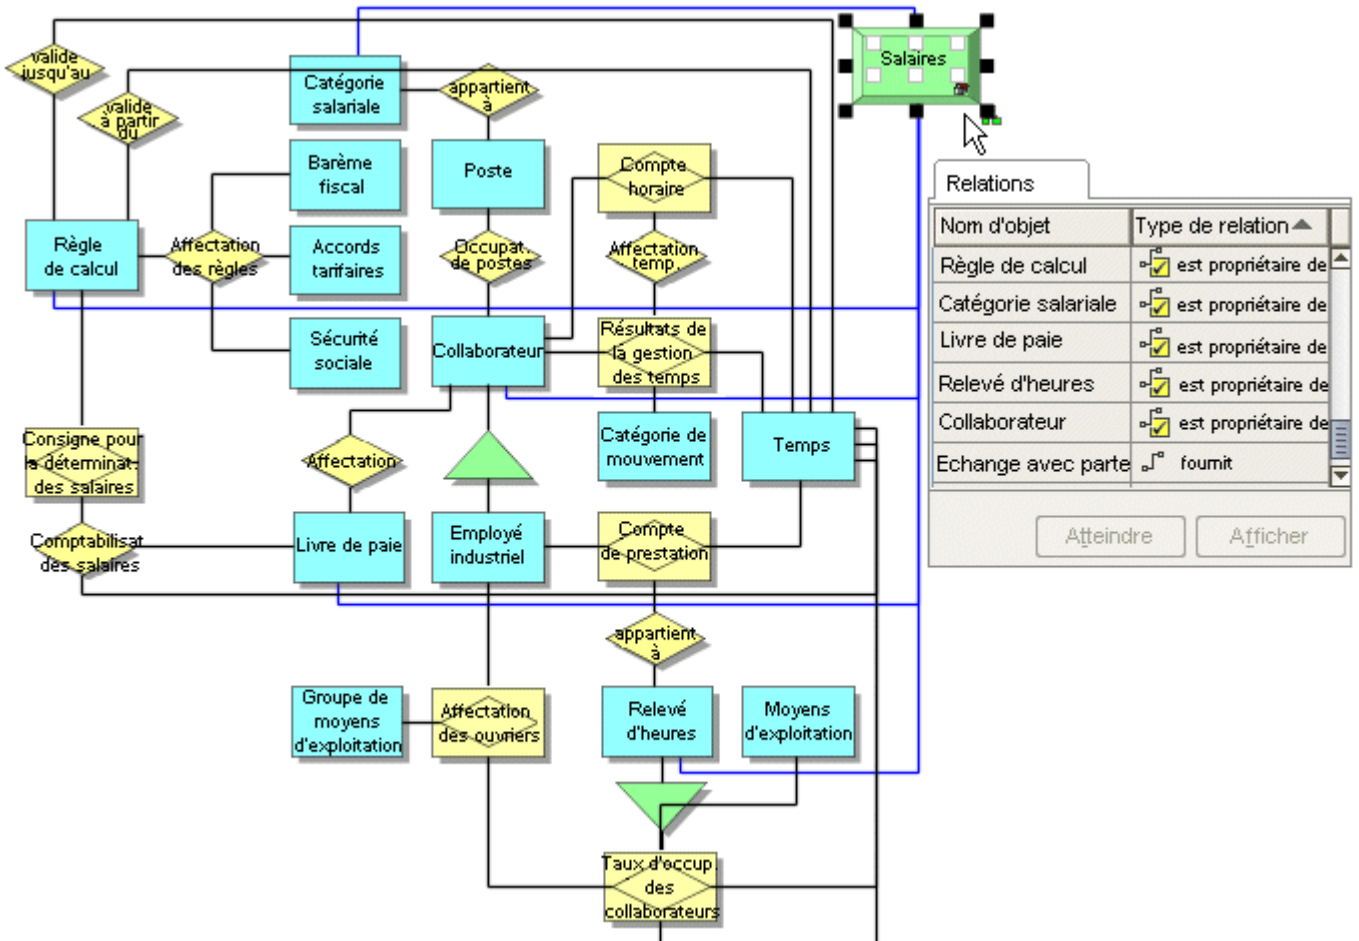 valide
jusqu'au
valide
à partir
du
Catégorie
salariale
appartient
à
Salaires
Barème
fiscal
Poste
Compte
horaire
Règle
de calcul
Affectation
des règles
Accords
tarifaires
Occupat.
de postes
Affectation
temp.
Sécurité
sociale
Collaborateur
Résultats de
la gestion
des temps
Consigne pour
la déterminat.
des salaires
Affectation
Catégorie de
mouvement
Temps
Comptabilisat.
des salaires
Livre de paie
Employé
industriel
Compte
de prestation
appartient
à
Groupe de
moyens
d'exploitation
Affectation
des ouvriers
Relevé
d'heures
Moyens
d'exploitation
Taux d'occup.
des
collaborateurs
Relations
Nom d'objet Type de relation
Règle de calcul est propriétaire de
Catégorie salariale est propriétaire de
Livre de paie est propriétaire de
Relevé d'heures est propriétaire de
Collaborateur est propriétaire de
Echange avec parte fournit
Atteindre Afficher